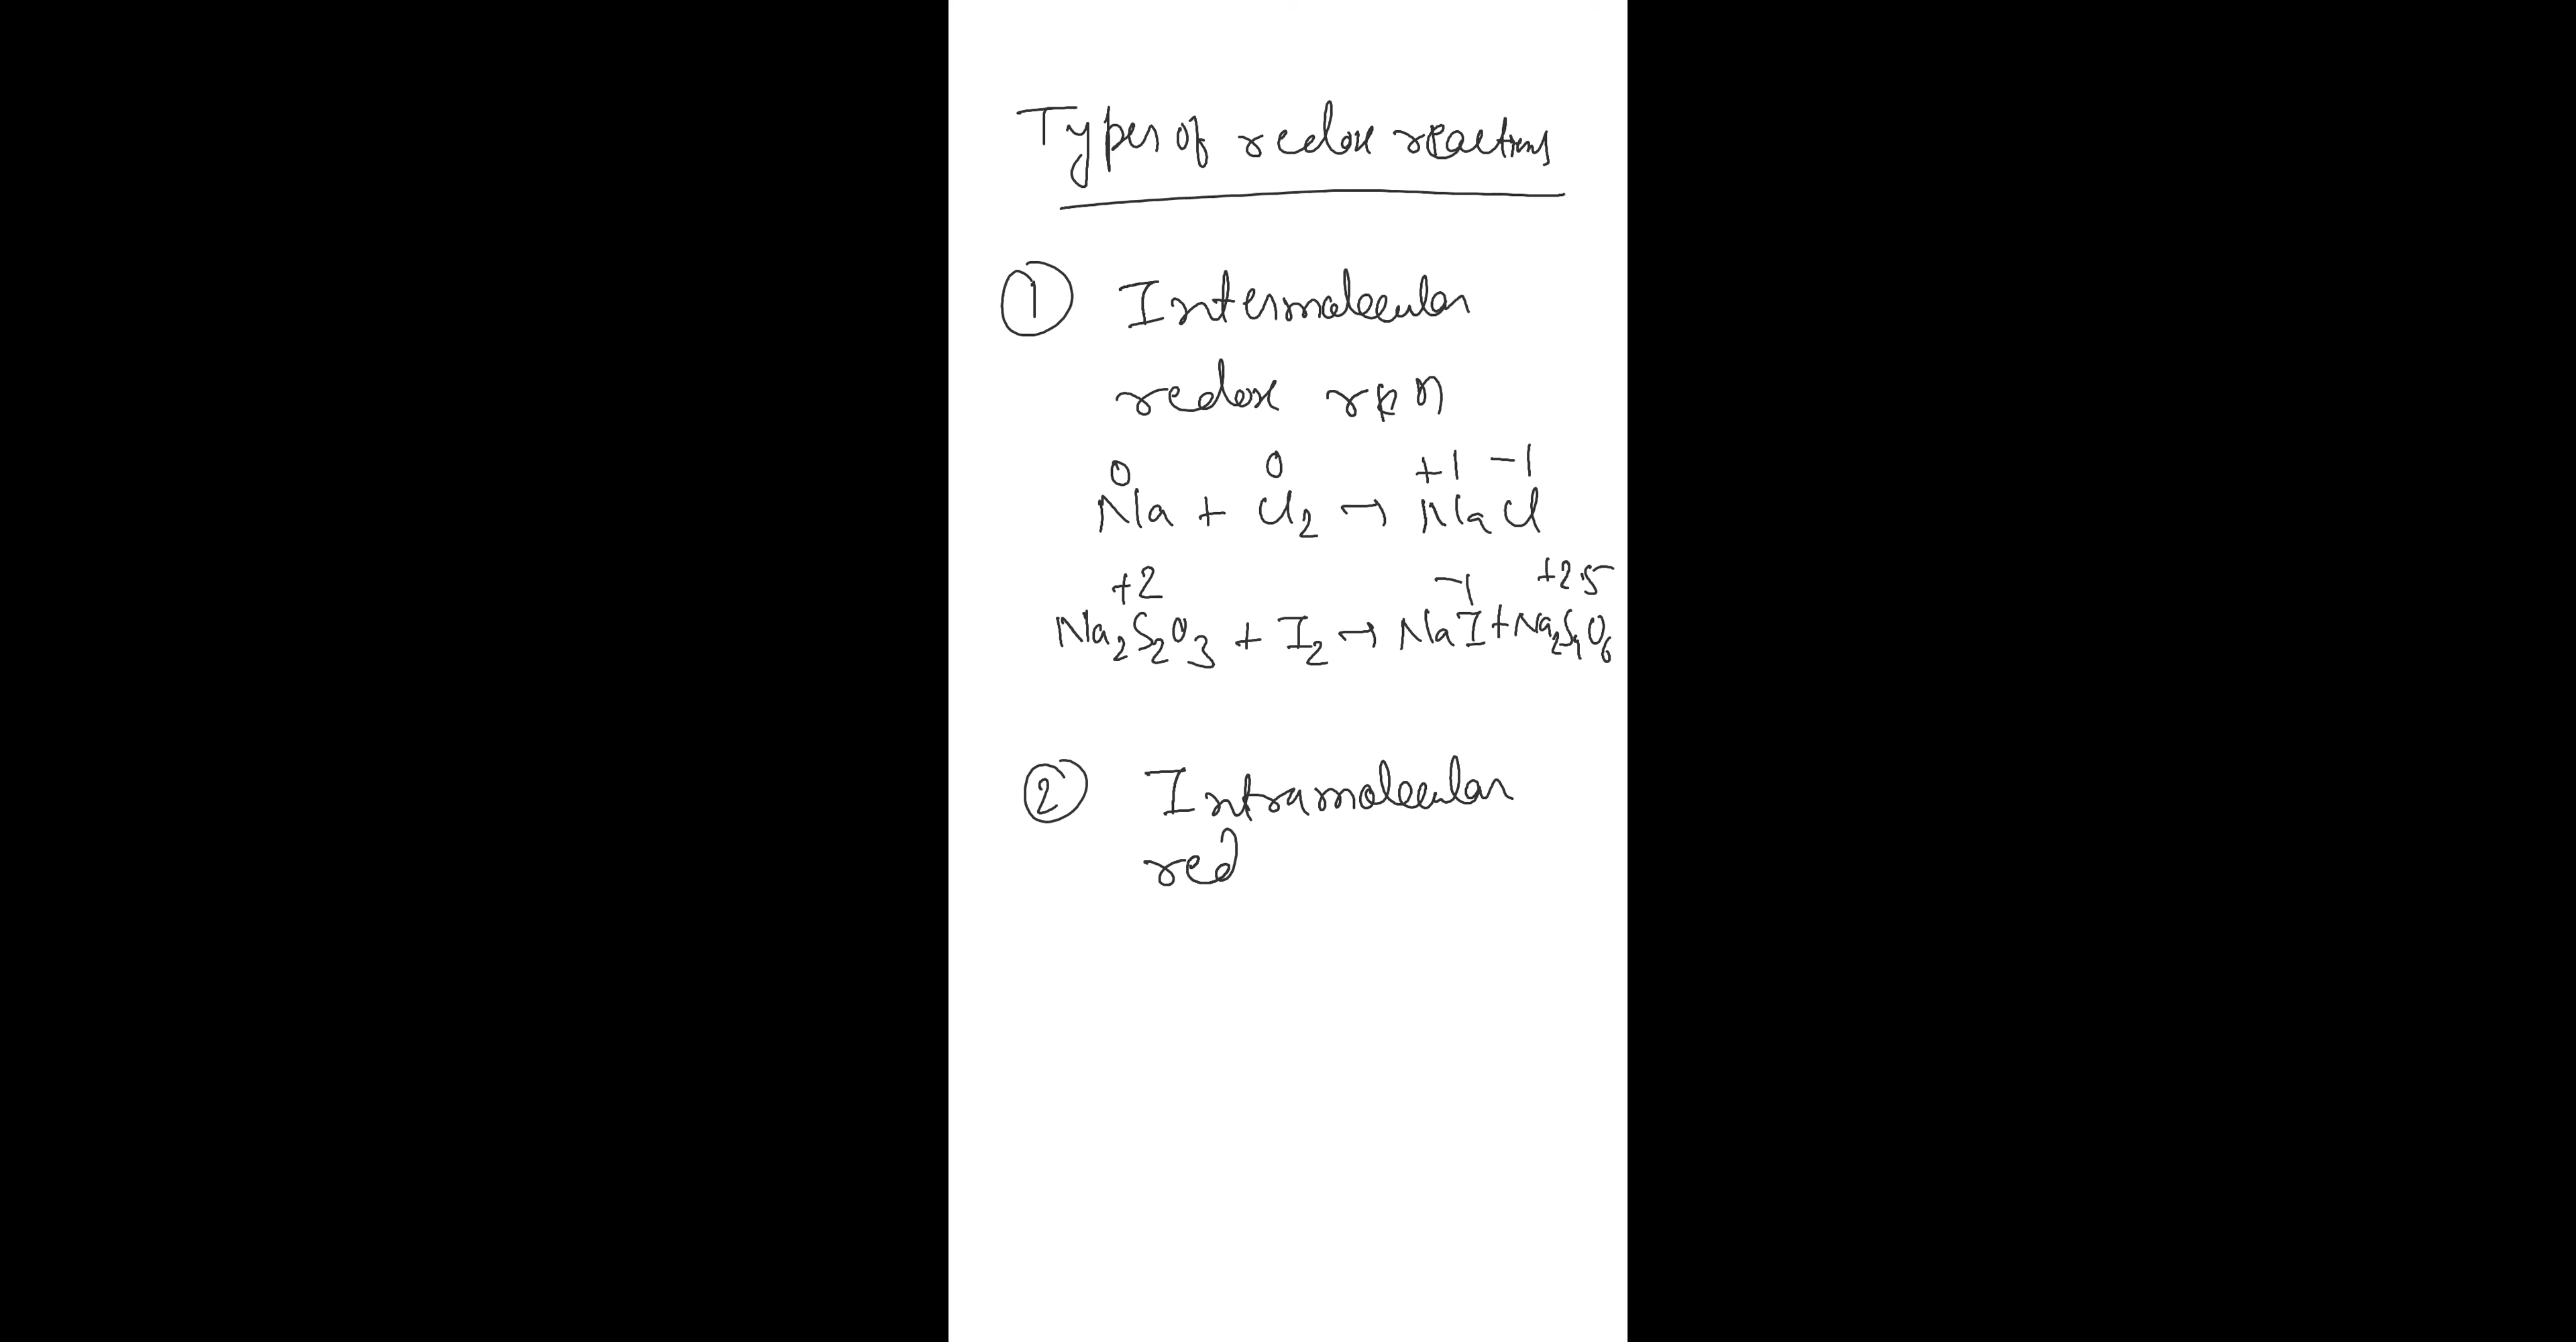 Types of redox reactions
① Intermolecular
redox rxn
0 0 +1 -1
Na + Cl₂ → NaCl
+2 -1 +2.5
Na₂S₂O₃ + I₂ → NaI + Na₂S₄O₆
② Intramolecular
red